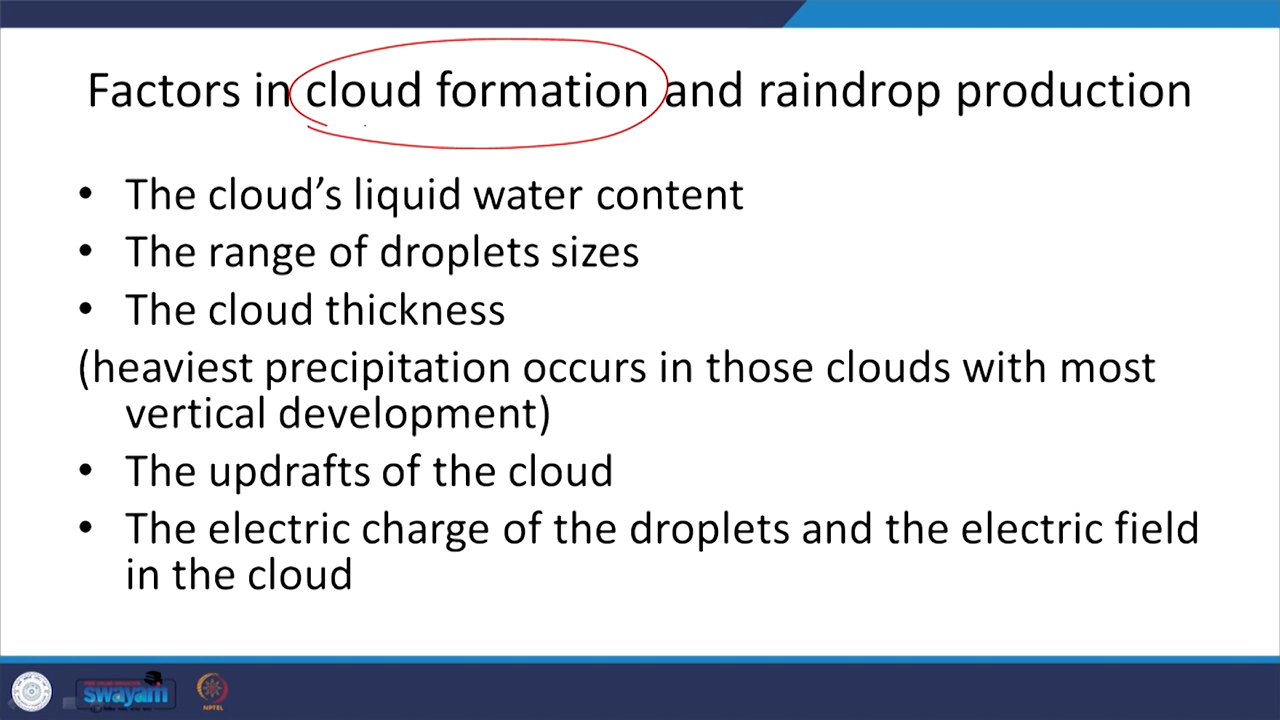 Factors in cloud formation and raindrop production
• The cloud’s liquid water content
• The range of droplets sizes
• The cloud thickness
(heaviest precipitation occurs in those clouds with most
vertical development)
• The updrafts of the cloud
• The electric charge of the droplets and the electric field
in the cloud
swayam
NPTEL